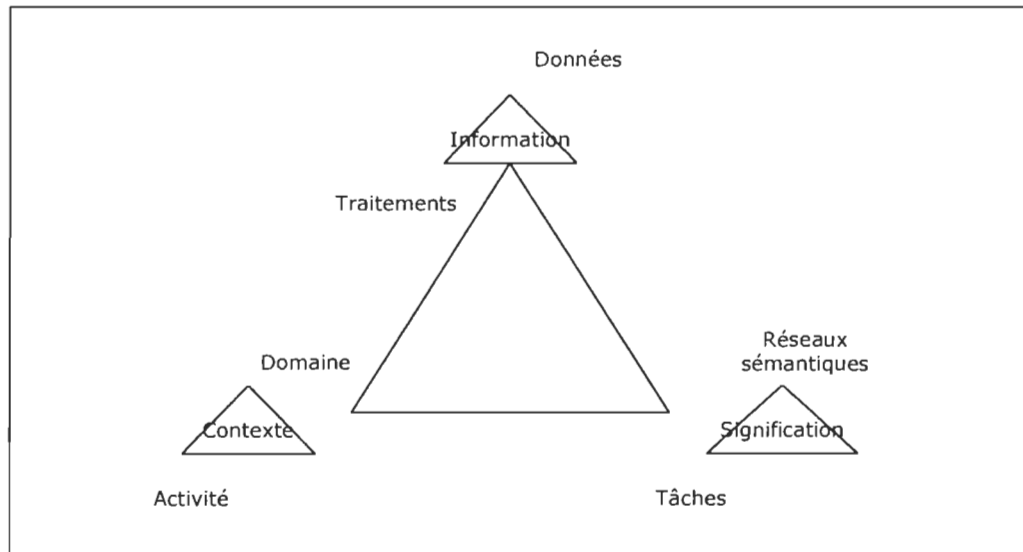 Données
Information
Traitements
Domaine
Réseaux
sémantiques
Contexte
Signification
Activité
Tâches